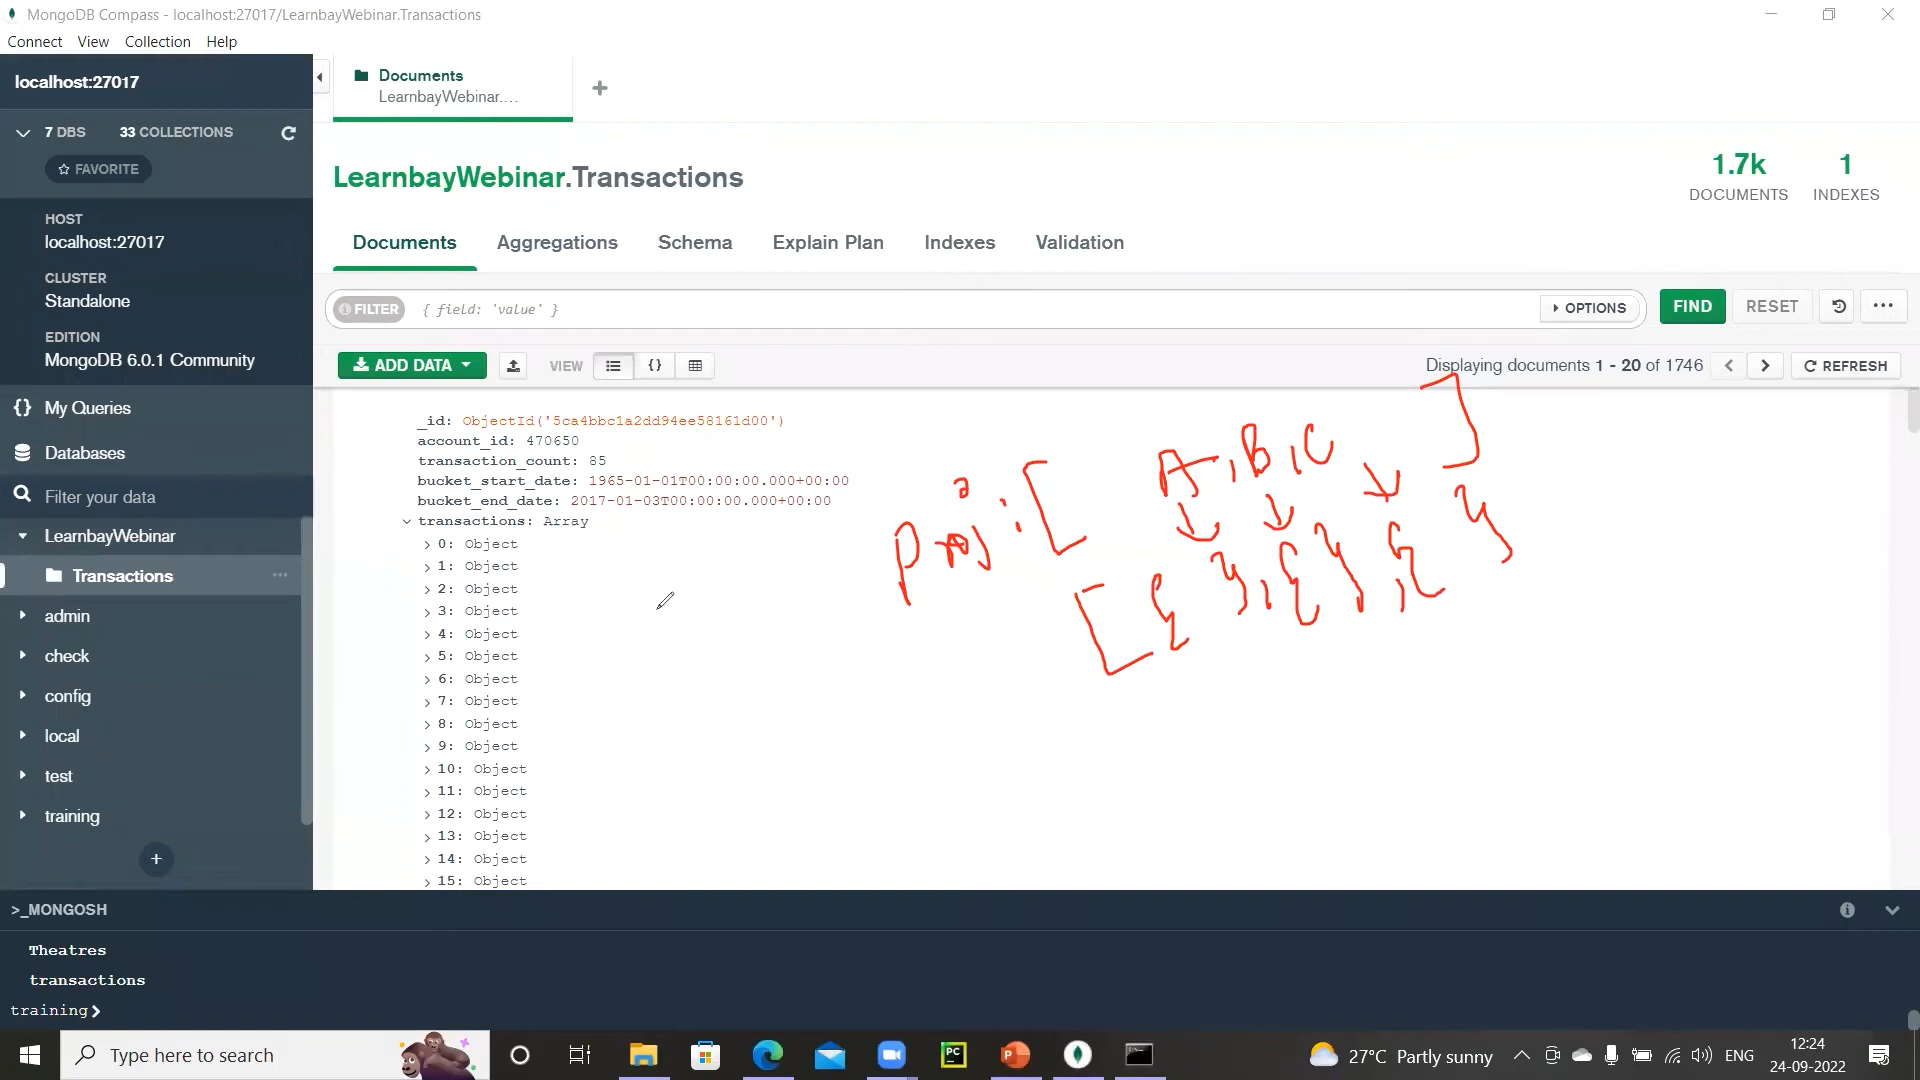 MongoDB Compass - localhost:27017/LearnbayWebinar.Transactions
Connect View Collection Help
localhost:27017
Documents
LearnbayWebinar....
7 DBS 33 COLLECTIONS
FAVORITE
HOST
localhost:27017
CLUSTER
Standalone
EDITION
MongoDB 6.0.1 Community
{} My Queries
Databases
Filter your data
LearnbayWebinar
Transactions
admin
check
config
local
test
training
LearnbayWebinar.Transactions
1.7k
DOCUMENTS
1
INDEXES
Documents Aggregations Schema Explain Plan Indexes Validation
FILTER { field: 'value' } OPTIONS FIND RESET
ADD DATA VIEW {} Displaying documents 1 - 20 of 1746 REFRESH
_id: ObjectId('5ca4bbc1a2dd94ee58161d00')
account_id: 470650
transaction_count: 85
bucket_start_date: 1965-01-01T00:00:00.000+00:00
bucket_end_date: 2017-01-03T00:00:00.000+00:00
transactions: Array
0: Object
1: Object
2: Object
3: Object
4: Object
5: Object
6: Object
7: Object
8: Object
9: Object
10: Object
11: Object
12: Object
13: Object
14: Object
15: Object
A, B, C ]
[ { }, { }, { }
>_MONGOSH
Theatres
transactions
training>
Type here to search
PC
27°C Partly sunny
ENG
12:24
24-09-2022